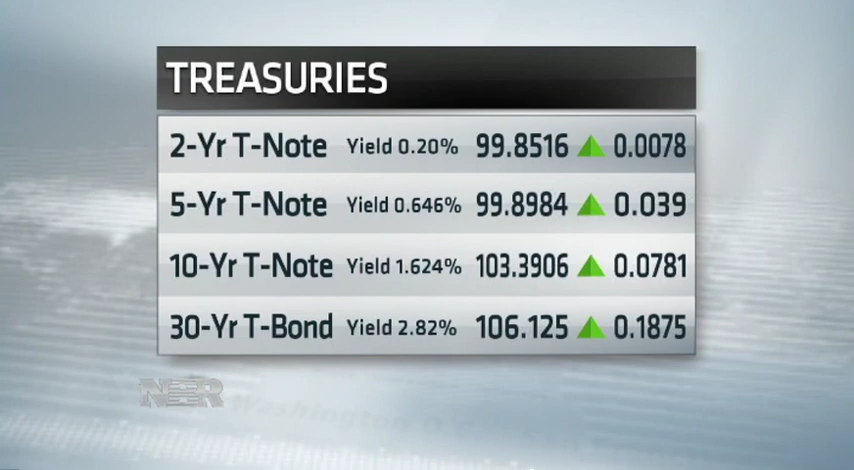 TREASURIES
2-Yr T-Note Yield 0.20% 99.8516 ▲ 0.0078
5-Yr T-Note Yield 0.646% 99.8984 ▲ 0.039
10-Yr T-Note Yield 1.624% 103.3906 ▲ 0.0781
30-Yr T-Bond Yield 2.82% 106.125 ▲ 0.1875
NBR
Washington D.C.